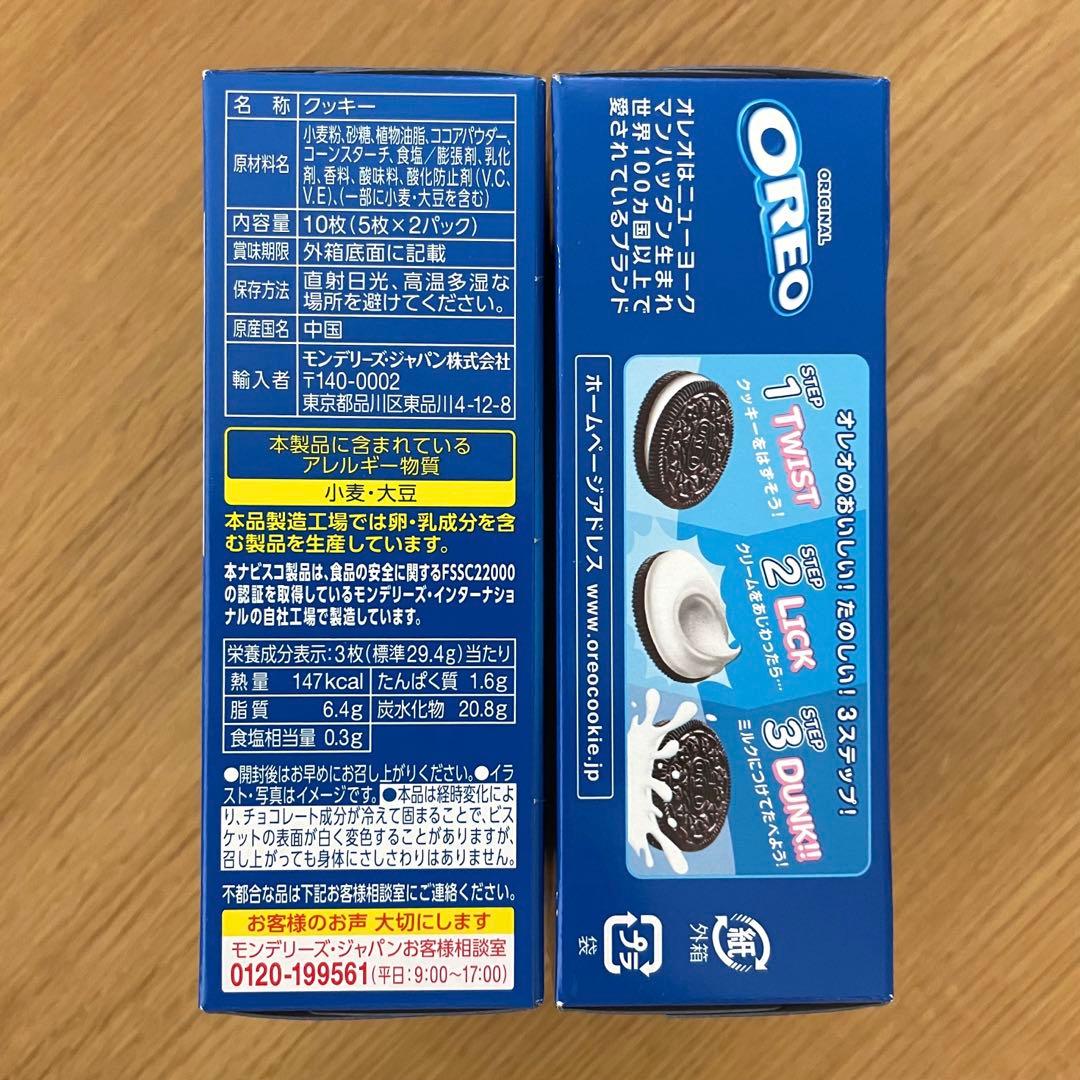 名 称 クッキー
原材料名
小麦粉、砂糖、植物油脂、ココアパウダー、
コーンスターチ、食塩／膨張剤、乳化
剤、香料、酸味料、酸化防止剤(V.C、
V.E)、(一部に小麦・大豆を含む)
内容量 10枚(5枚×2パック)
賞味期限 外箱底面に記載
保存方法
直射日光、高温多湿な
場所を避けてください。
原産国名 中国
輸入者
モンデリーズ・ジャパン株式会社
〒140-0002
東京都品川区東品川4-12-8
本製品に含まれている
アレルギー物質
小麦・大豆
本品製造工場では卵・乳成分を含
む製品を生産しています。
本ナビスコ製品は、食品の安全に関するFSSC22000
の認証を取得しているモンデリーズ・インターナショ
ナルの自社工場で製造しています。
栄養成分表示:3枚(標準29.4g)当たり
熱量 147kcal たんぱく質 1.6g
脂質 6.4g 炭水化物 20.8g
食塩相当量 0.3g
●開封後はお早めにお召し上がりください。●イラ
スト・写真はイメージです。●本品は経時変化によ
り、チョコレート成分が冷えて固まることで、ビス
ケットの表面が白く変色することがありますが、
召し上がっても身体にさしさわりはありません。
不都合な品は下記お客様相談室にご連絡ください。
お客様のお声 大切にします
モンデリーズ・ジャパンお客様相談室
0120-199561(平日:9:00～17:00)
ORIGINAL
OREO
オレオはニューヨーク
マンハッタン生まれ
世界100カ国以上で
愛されているブランド
オレオのおいしい！たのしい！3ステップ！
STEP
1 TWIST
クッキーをはずそう！
STEP
2 LICK
クリームをあじわったら…
STEP
3 DUNK!!
ミルクにつけてたべよう！
ホームページアドレス www.oreocookie.jp
紙
外箱
プラ
袋